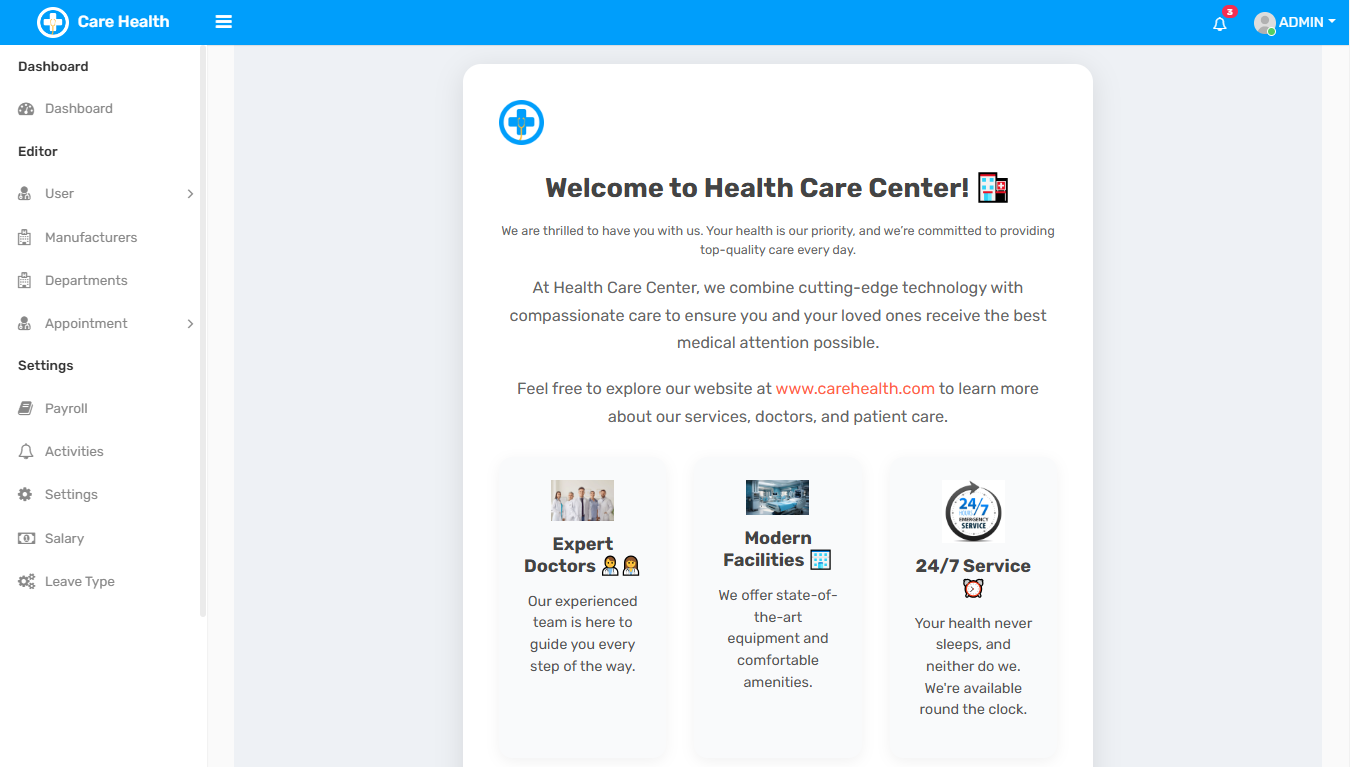 Care Health
3
ADMIN
Dashboard
Dashboard
Editor
User
Manufacturers
Departments
Appointment
Settings
Payroll
Activities
Settings
Salary
Leave Type
Welcome to Health Care Center!
We are thrilled to have you with us. Your health is our priority, and we’re committed to providing
top-quality care every day.
At Health Care Center, we combine cutting-edge technology with
compassionate care to ensure you and your loved ones receive the best
medical attention possible.
Feel free to explore our website at www.carehealth.com to learn more
about our services, doctors, and patient care.
Expert
Doctors
Our experienced
team is here to
guide you every
step of the way.
Modern
Facilities
We offer state-of-
the-art
equipment and
comfortable
amenities.
24/7
HOURS
EMERGENCY
SERVICE
24/7 Service
Your health never
sleeps, and
neither do we.
We're available
round the clock.